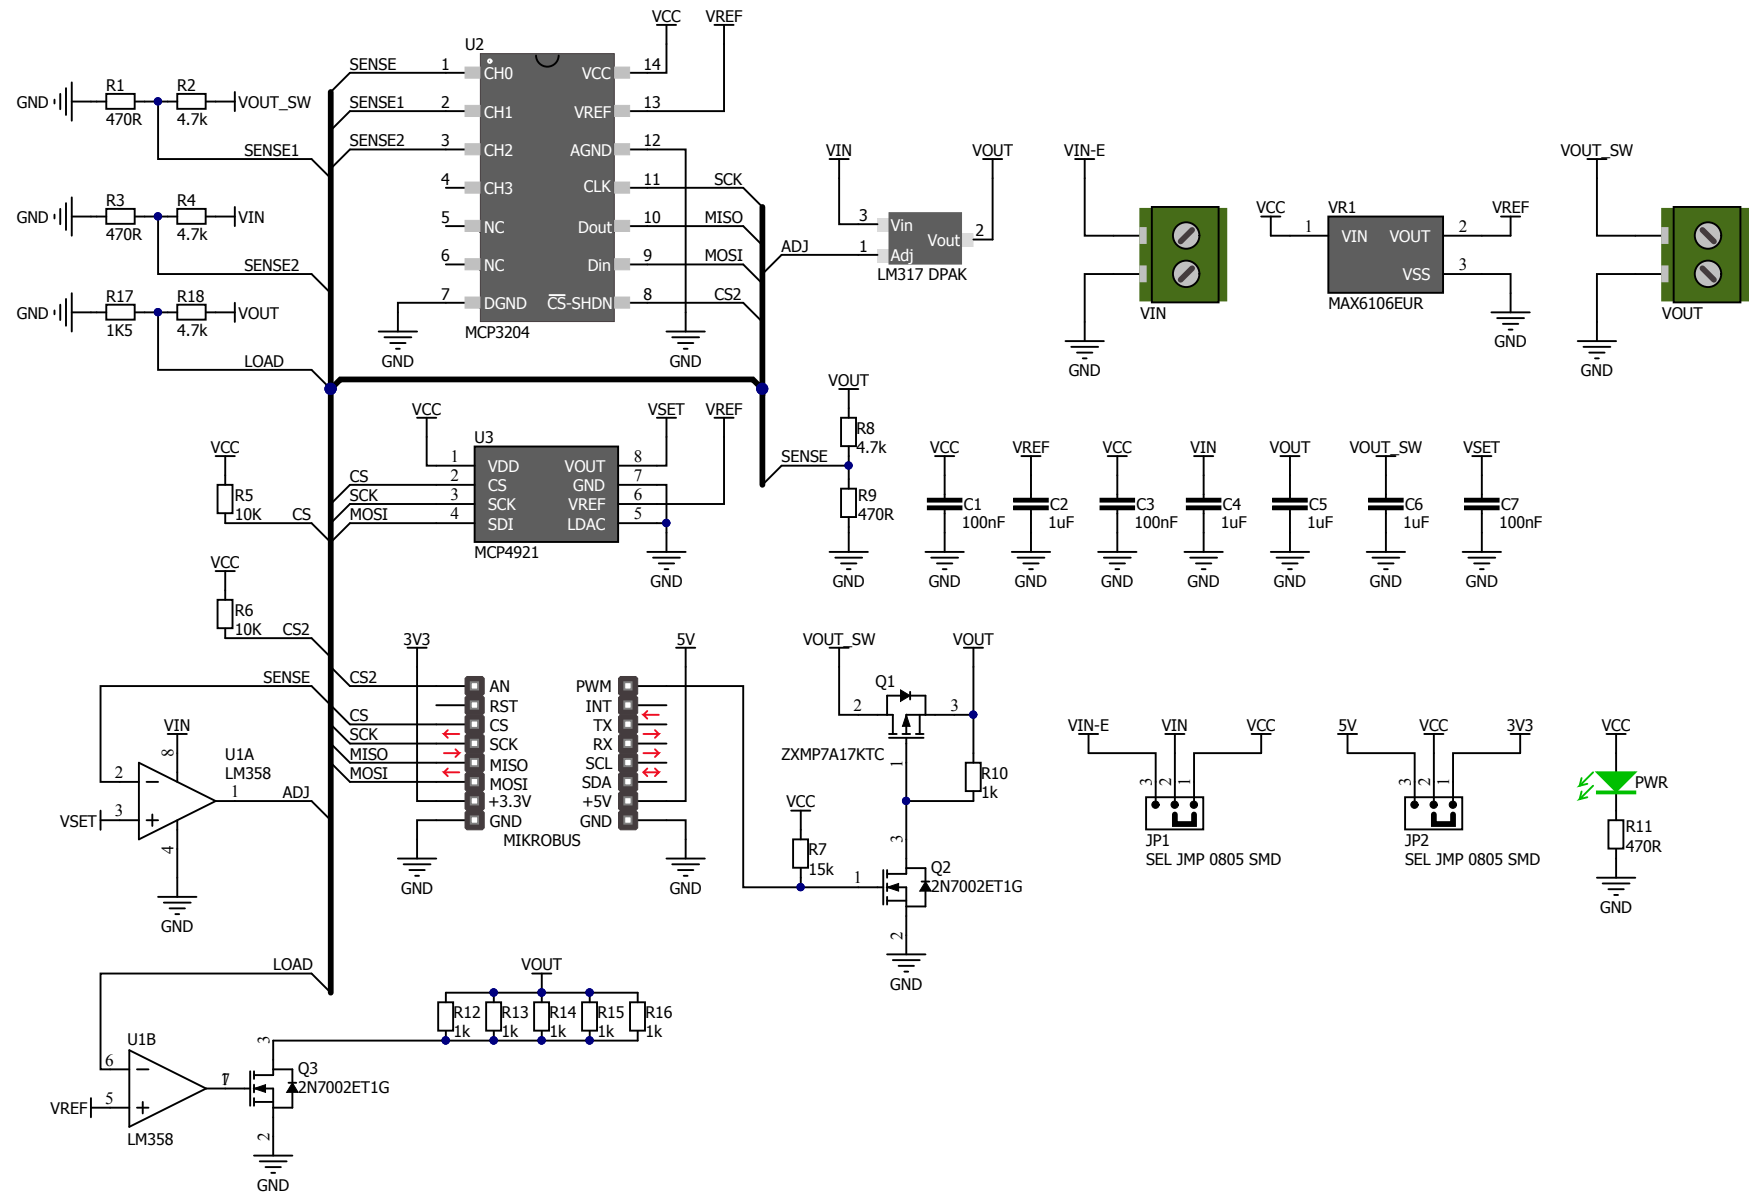 VCC VREF
U2
SENSE 1 CH0 VCC 14
SENSE1 2 CH1 VREF 13
SENSE2 3 CH2 AGND 12
4 CH3 CLK 11 SCK
5 NC Dout 10 MISO
6 NC Din 9 MOSI
7 DGND CS-SHDN 8 CS2
MCP3204
GND
GND
GND R1 R2 VOUT_SW
470R 4.7k
SENSE1
GND R3 R4 VIN
470R 4.7k
SENSE2
GND R17 R18 VOUT
1K5 4.7k
LOAD
VIN VOUT
3 Vin
Vout 2
ADJ 1 Adj
LM317 DPAK
VIN-E
VIN
GND
VCC VR1 VREF
1 VIN VOUT 2
VSS 3
MAX6106EUR
GND
VOUT_SW
VOUT
GND
VCC VSET VREF
U3
1 VDD VOUT 8
CS 2 CS GND 7
SCK 3 SCK VREF 6
MOSI 4 SDI LDAC 5
MCP4921
GND
VCC
R5
10K CS
VCC
R6
10K CS2
VOUT
R8
4.7k
SENSE
R9
470R
GND
VCC VREF VCC VIN VOUT VOUT_SW VSET
C1 C2 C3 C4 C5 C6 C7
100nF 1uF 100nF 1uF 1uF 1uF 100nF
GND GND GND GND GND GND GND
3V3 5V
CS2 AN PWM
RST INT
CS CS TX
SCK SCK RX
MISO MISO SCL
MOSI MOSI SDA
+3.3V +5V
GND GND
MIKROBUS
GND GND
SENSE
VIN
8
U1A
LM358
2
1 ADJ
VSET 3
4
GND
VOUT_SW VOUT
Q1
2 3
ZXMP7A17KTC
1
R10
1k
VCC
R7
15k
3
Q2
1 2N7002ET1G
2
GND
VIN-E VIN VCC
3 2 1
JP1
SEL JMP 0805 SMD
5V VCC 3V3
3 2 1
JP2
SEL JMP 0805 SMD
VCC
PWR
R11
470R
GND
LOAD
VOUT
R12 R13 R14 R15 R16
1k 1k 1k 1k 1k
U1B
6
VREF 5
LM358
7
1
3
Q3
2N7002ET1G
2
GND